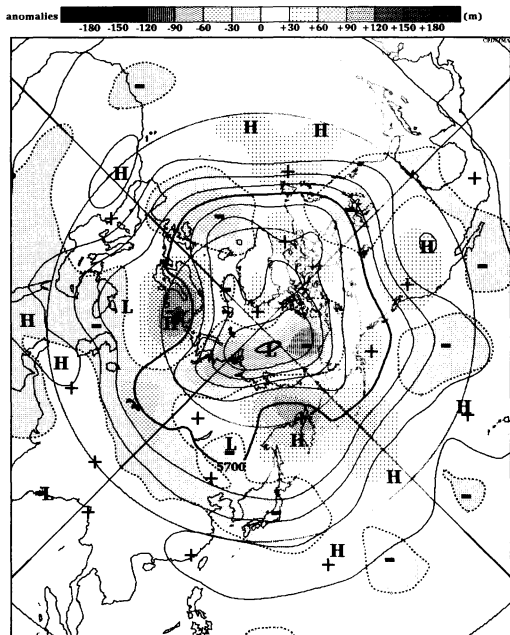 anomalies -180 -150 -120 -90 -60 -30 0 +30 +60 +90 +120 +150 +180 (m)
H H
H
- +
+ +
- +
H
+ -
L +
H - H
- + +
L - -
H
+
H
+ H +
L
- 5700
+ H
+
L
+ -
-
+ H
+ -